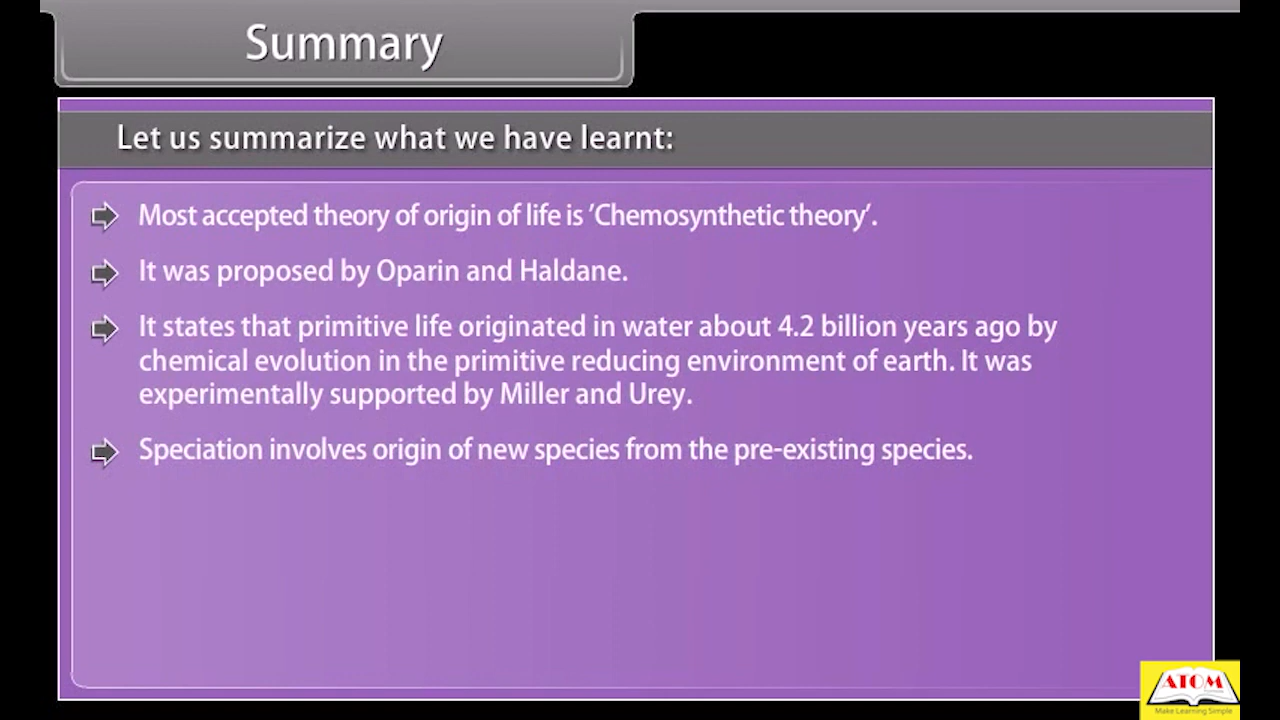 Summary
Let us summarize what we have learnt:
Most accepted theory of origin of life is ’Chemosynthetic theory’.
It was proposed by Oparin and Haldane.
It states that primitive life originated in water about 4.2 billion years ago by
chemical evolution in the primitive reducing environment of earth. It was
experimentally supported by Miller and Urey.
Speciation involves origin of new species from the pre-existing species.
ATOM
Make Learning Simple